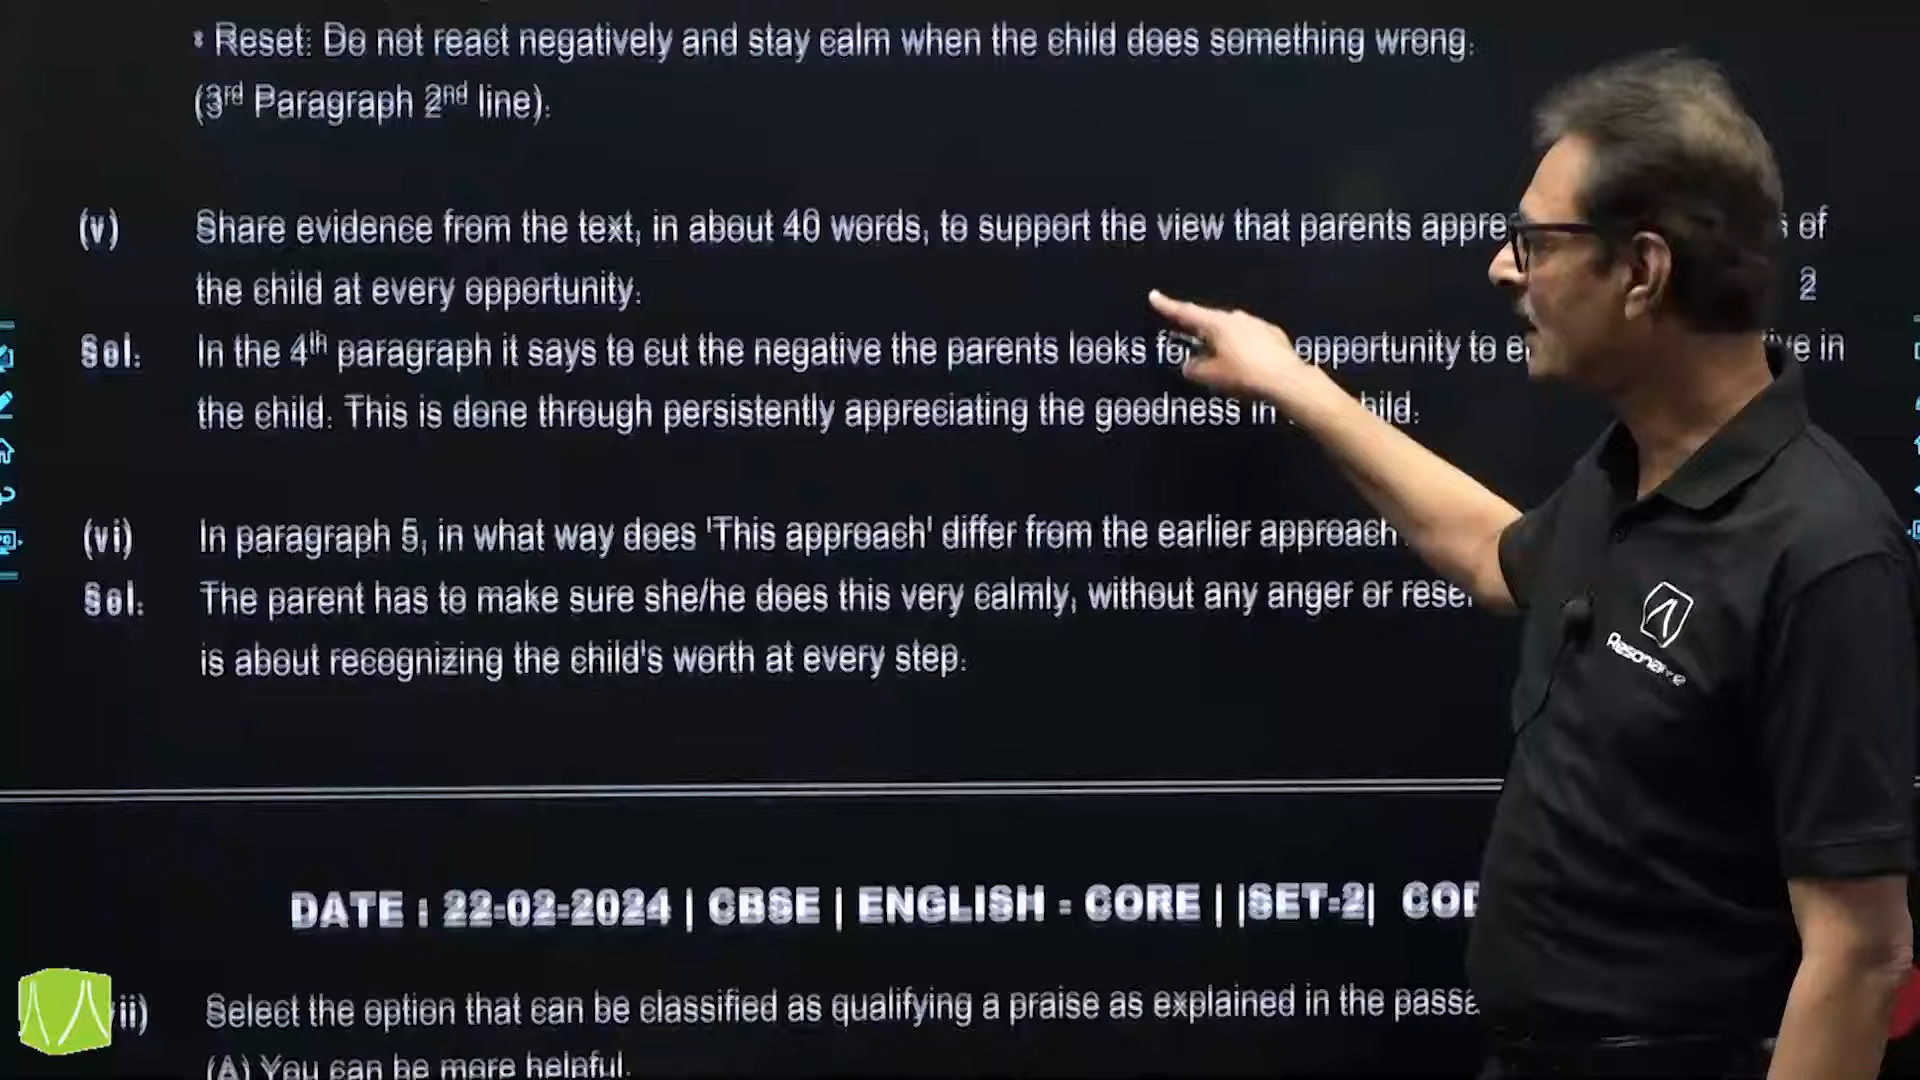 • Reset: Do not react negatively and stay calm when the child does something wrong.
(3rd Paragraph 2nd line).
(v) Share evidence from the text, in about 40 words, to support the view that parents appre s of
the child at every opportunity. 2
Sol. In the 4th paragraph it says to cut the negative the parents looks opportunity to in
the child. This is done through persistently appreciating the goodness in child.
(vi) In paragraph 5, in what way does 'This approach' differ from the earlier approach
Sol. The parent has to make sure she/he does this very calmly, without any anger or
is about recognizing the child's worth at every step.
DATE : 22-02-2024 | CBSE | ENGLISH - CORE | |SET-2|
ii) Select the option that can be classified as qualifying a praise as explained in the
(A) You can be more helpful.
Resonance